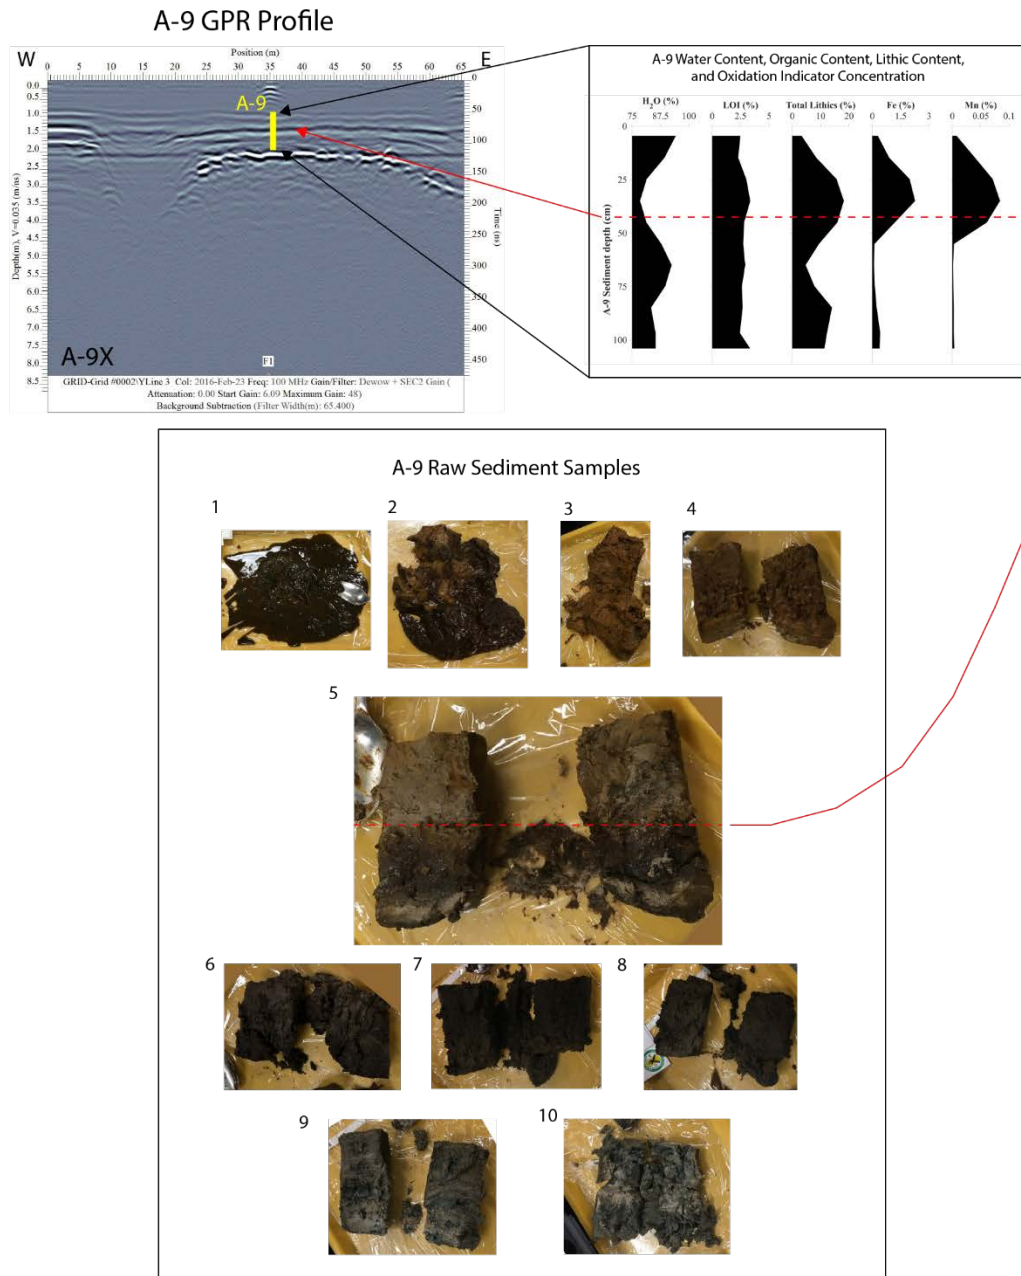 A-9 GPR Profile
W
Position (m)
E
0 5 10 15 20 25 30 35 40 45 50 55 60 65
0.0
0.5
1.0
1.5
2.0
2.5
3.0
3.5
4.0
4.5
5.0
5.5
6.0
6.5
7.0
7.5
8.0
8.5
Depth(m), V=0.035 (m/ns)
A-9
0
50
100
150
200
250
300
350
400
450
Time (ns)
A-9X
F1
GRID-Grid #0002\YLine 3 Col: 2016-Feb-23 Freq: 100 MHz Gain/Filter: Dewow + SEC2 Gain (
Attenuation: 0.00 Start Gain: 6.09 Maximum Gain: 48)
Background Subtraction (Filter Width(m): 65.400)
A-9 Water Content, Organic Content, Lithic Content,
and Oxidation Indicator Concentration
H2O (%) LOI (%) Total Lithics (%) Fe (%) Mn (%)
75 87.5 100 0 2.5 5 0 10 20 0 1.5 3 0 0.05 0.1
0
25
50
75
100
A-9 Sediment depth (cm)
A-9 Raw Sediment Samples
1
2
3
4
5
6
7
8
9
10